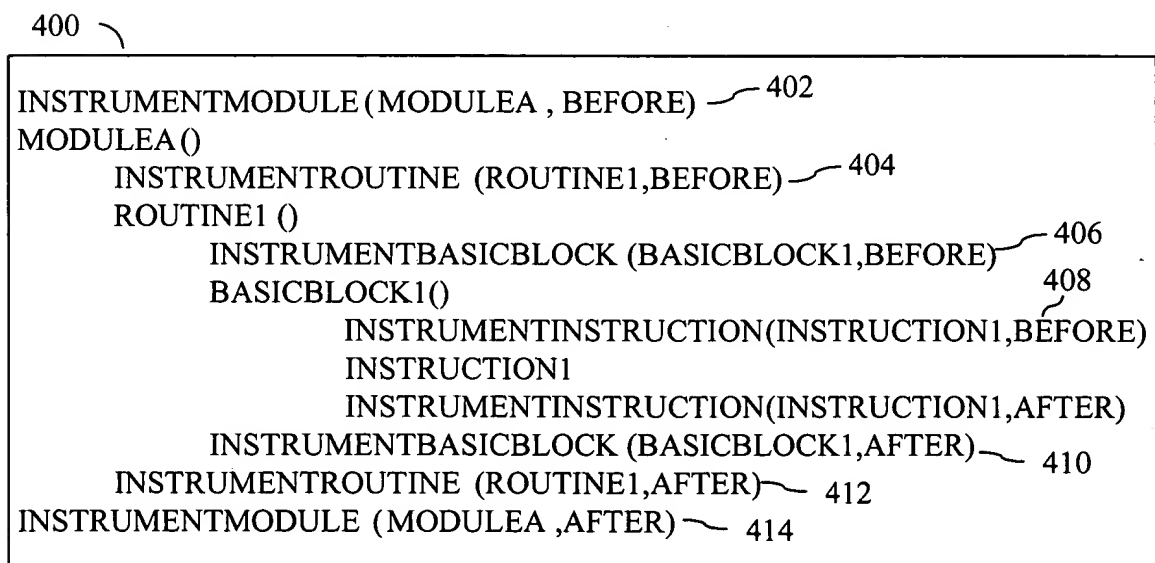 400
INSTRUMENTMODULE (MODULEA , BEFORE) 402
MODULEA ()
INSTRUMENTROUTINE (ROUTINE1,BEFORE) 404
ROUTINE1 ()
INSTRUMENTBASICBLOCK (BASICBLOCK1,BEFORE) 406
BASICBLOCK1()
408
INSTRUMENTINSTRUCTION(INSTRUCTION1,BEFORE)
INSTRUCTION1
INSTRUMENTINSTRUCTION(INSTRUCTION1,AFTER)
INSTRUMENTBASICBLOCK (BASICBLOCK1,AFTER) 410
INSTRUMENTROUTINE (ROUTINE1,AFTER) 412
INSTRUMENTMODULE (MODULEA ,AFTER) 414